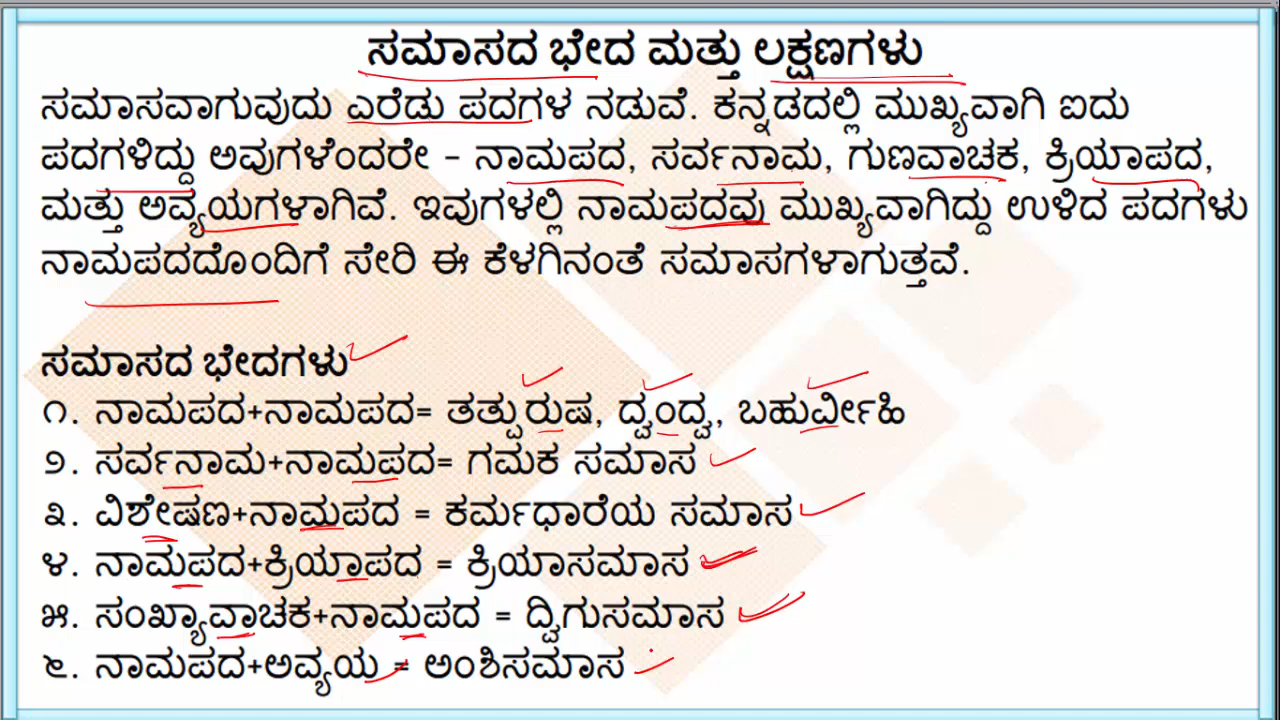 ಸಮಾಸದ ಭೇದ ಮತ್ತು ಲಕ್ಷಣಗಳು
ಸಮಾಸವಾಗುವುದು ಎರೆಡು ಪದಗಳ ನಡುವೆ. ಕನ್ನಡದಲ್ಲಿ ಮುಖ್ಯವಾಗಿ ಐದು
ಪದಗಳಿದ್ದು ಅವುಗಳೆಂದರೇ – ನಾಮಪದ, ಸರ್ವನಾಮ, ಗುಣವಾಚಕ, ಕ್ರಿಯಾಪದ,
ಮತ್ತು ಅವ್ಯಯಗಳಾಗಿವೆ. ಇವುಗಳಲ್ಲಿ ನಾಮಪದವು ಮುಖ್ಯವಾಗಿದ್ದು ಉಳಿದ ಪದಗಳು
ನಾಮಪದದೊಂದಿಗೆ ಸೇರಿ ಈ ಕೆಳಗಿನಂತೆ ಸಮಾಸಗಳಾಗುತ್ತವೆ.
ಸಮಾಸದ ಭೇದಗಳು
೧. ನಾಮಪದ+ನಾಮಪದ= ತತ್ಪುರುಷ, ದ್ವಂದ್ವ, ಬಹುರ್ವೀಹಿ
೨. ಸರ್ವನಾಮ+ನಾಮಪದ= ಗಮಕ ಸಮಾಸ
೩. ವಿಶೇಷಣ+ನಾಮಪದ = ಕರ್ಮಧಾರೆಯ ಸಮಾಸ
೪. ನಾಮಪದ+ಕ್ರಿಯಾಪದ = ಕ್ರಿಯಾಸಮಾಸ
೫. ಸಂಖ್ಯಾವಾಚಕ+ನಾಮಪದ = ದ್ವಿಗುಸಮಾಸ
೬. ನಾಮಪದ+ಅವ್ಯಯ = ಅಂಶಿಸಮಾಸ